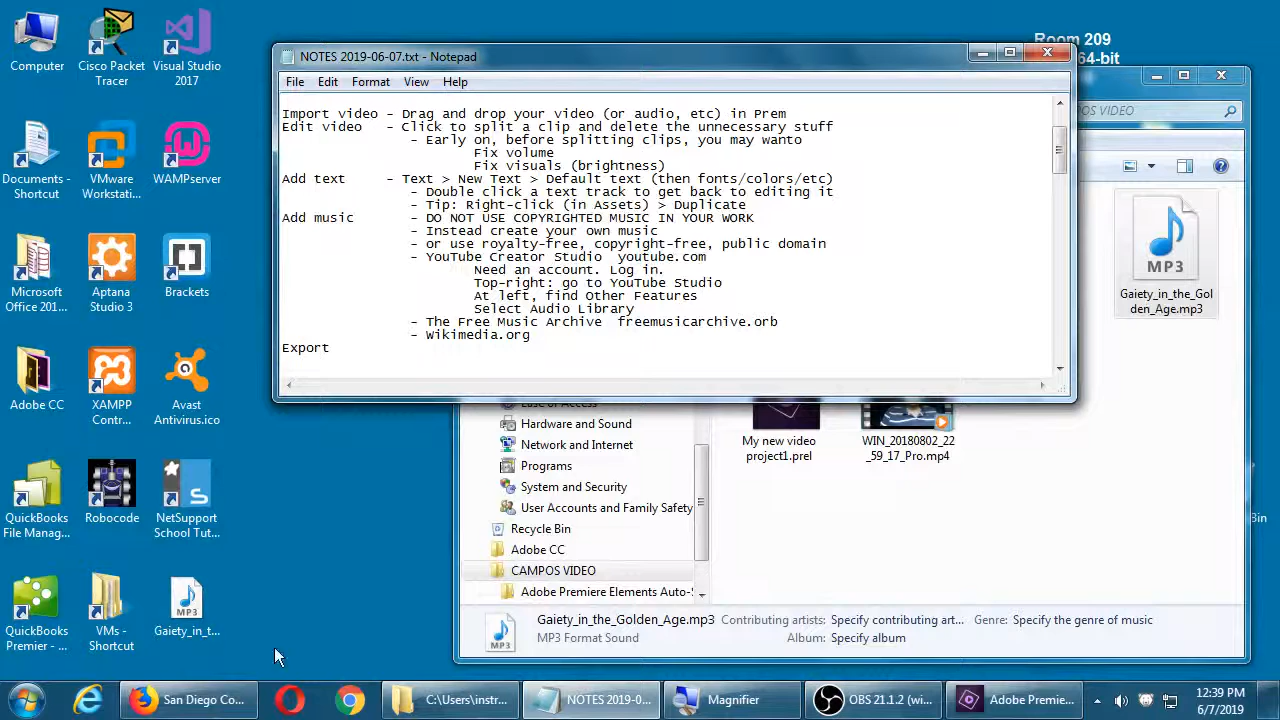 Computer
Cisco Packet
Tracer
Visual Studio
2017
Documents -
Shortcut
VMware
Workstati...
WAMPserver
Microsoft
Office 201...
Aptana
Studio 3
Brackets
Adobe CC
XAMPP
Contr...
Avast
Antivirus.ico
QuickBooks
File Manag...
Robocode
NetSupport
School Tut...
QuickBooks
Premier - ...
VMs -
Shortcut
Gaiety_in_t...
Room 209
64-bit
NOTES 2019-06-07.txt - Notepad
File Edit Format View Help
Import video - Drag and drop your video (or audio, etc) in Prem
Edit video - Click to split a clip and delete the unnecessary stuff
- Early on, before splitting clips, you may wanto
Fix volume
Fix visuals (brightness)
Add text - Text > New Text > Default text (then fonts/colors/etc)
- Double click a text track to get back to editing it
- Tip: Right-click (in Assets) > Duplicate
Add music - DO NOT USE COPYRIGHTED MUSIC IN YOUR WORK
- Instead create your own music
- or use royalty-free, copyright-free, public domain
- YouTube Creator Studio youtube.com
Need an account. Log in.
Top-right: go to YouTube Studio
At left, find Other Features
Select Audio Library
- The Free Music Archive freemusicarchive.orb
- Wikimedia.org
Export
VIDEO
MP3
Gaiety_in_the_Gol
den_Age.mp3
Hardware and Sound
Network and Internet
Programs
System and Security
User Accounts and Family Safety
Recycle Bin
Adobe CC
CAMPOS VIDEO
Adobe Premiere Elements Auto-
My new video
project1.prel
WIN_20180802_22
_59_17_Pro.mp4
Bin
MP3
Gaiety_in_the_Golden_Age.mp3 Contributing artists: Specify contributing art... Genre: Specify the genre of music
MP3 Format Sound Album: Specify album
MP3
San Diego Co...
C:\Users\instr...
NOTES 2019-0...
Magnifier
OBS 21.1.2 (wi...
Adobe Premie...
12:39 PM
6/7/2019